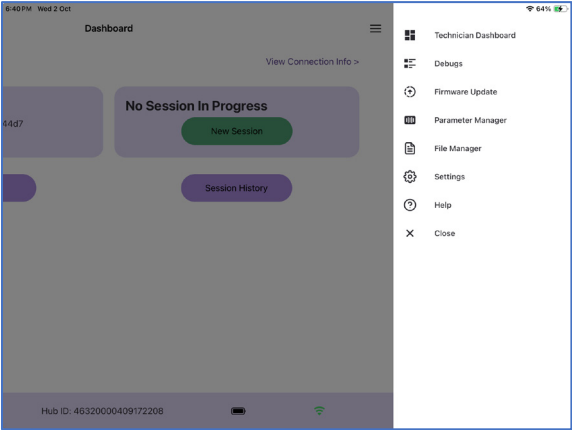 6:40 PM Wed 2 Oct
64%
Dashboard
View Connection Info >
44d7
No Session In Progress
New Session
Session History
Hub ID: 46320000409172208
Technician Dashboard
Debugs
Firmware Update
Parameter Manager
File Manager
Settings
Help
Close